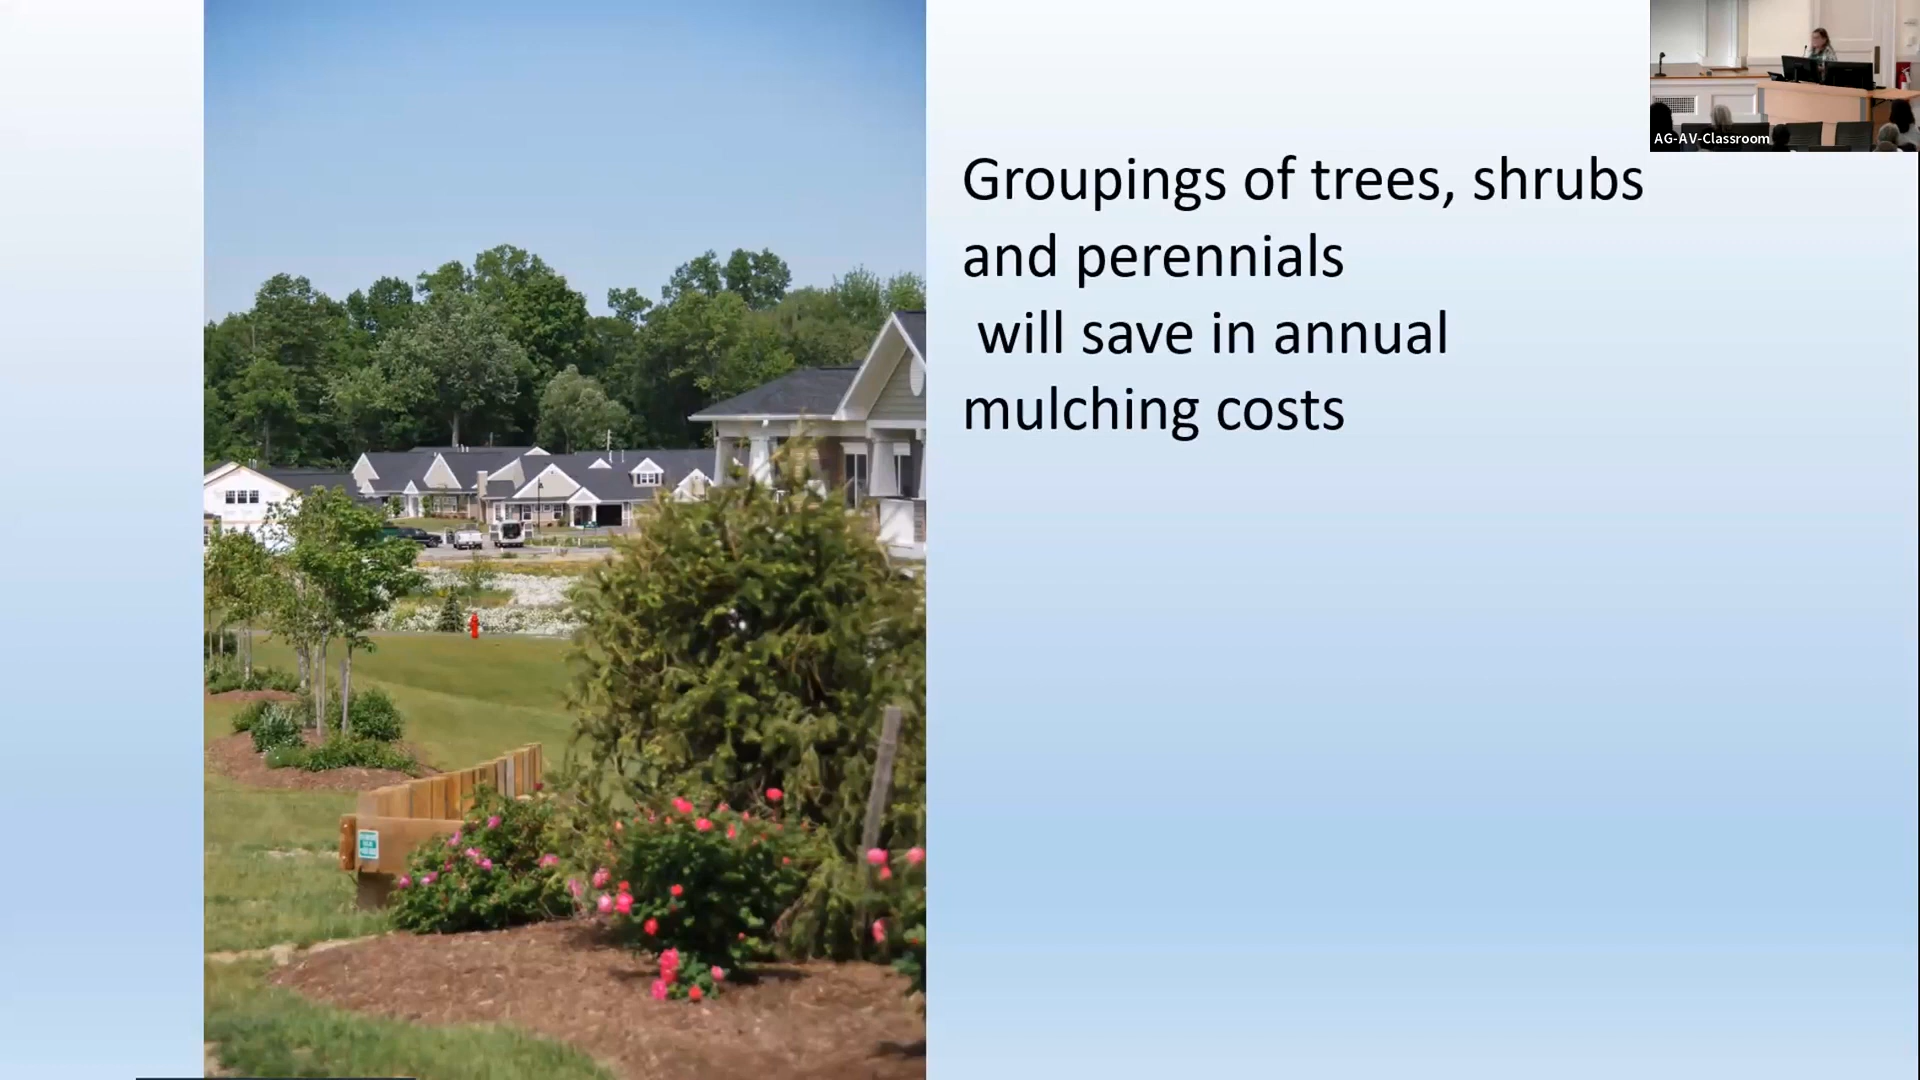 AG-AV-Classroom
Groupings of trees, shrubs
and perennials
will save in annual
mulching costs